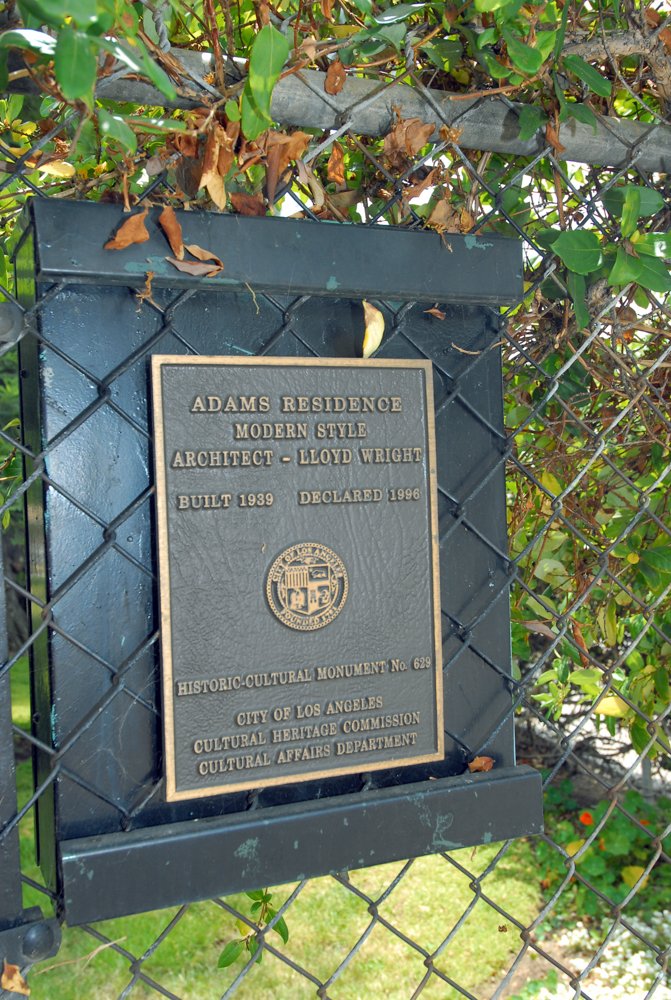 ADAMS RESIDENCE
MODERN STYLE
ARCHITECT - LLOYD WRIGHT
BUILT 1939 DECLARED 1996
CITY OF LOS ANGELES
FOUNDED 1781
HISTORIC-CULTURAL MONUMENT No. 629
CITY OF LOS ANGELES
CULTURAL HERITAGE COMMISSION
CULTURAL AFFAIRS DEPARTMENT